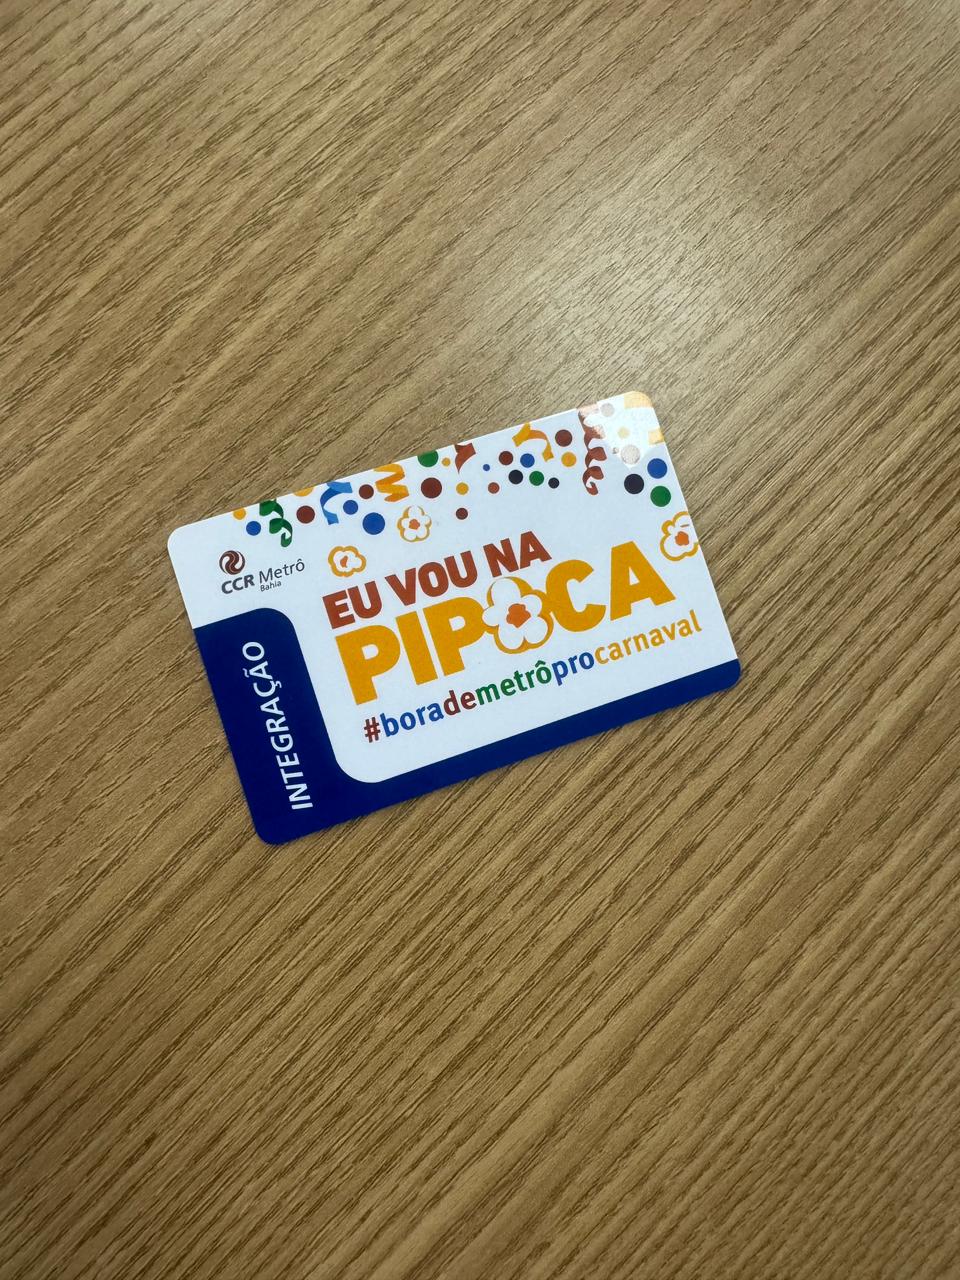 CCR Metrô
Bahia
INTEGRAÇÃO
EU VOU NA
PIPOCA
#borademetrôprocarnaval